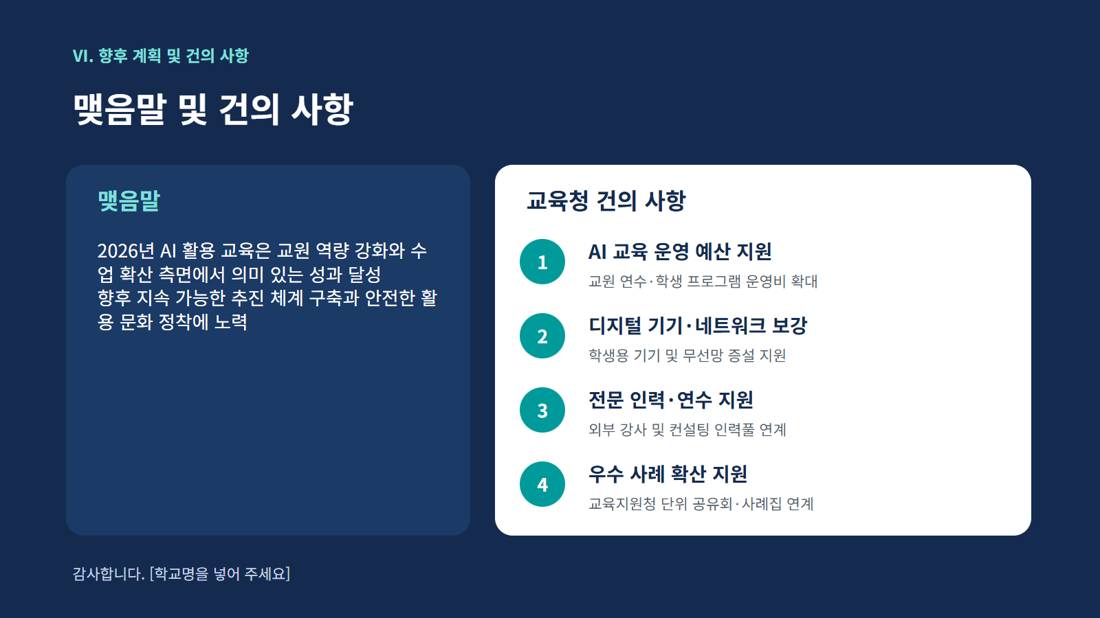 VI. 향후 계획 및 건의 사항
맺음말 및 건의 사항
맺음말
2026년 AI 활용 교육은 교원 역량 강화와 수
업 확산 측면에서 의미 있는 성과 달성
향후 지속 가능한 추진 체계 구축과 안전한 활
용 문화 정착에 노력
교육청 건의 사항
1
AI 교육 운영 예산 지원
교원 연수·학생 프로그램 운영비 확대
2
디지털 기기·네트워크 보강
학생용 기기 및 무선망 증설 지원
3
전문 인력·연수 지원
외부 강사 및 컨설팅 인력풀 연계
4
우수 사례 확산 지원
교육지원청 단위 공유회·사례집 연계
감사합니다. [학교명을 넣어 주세요]